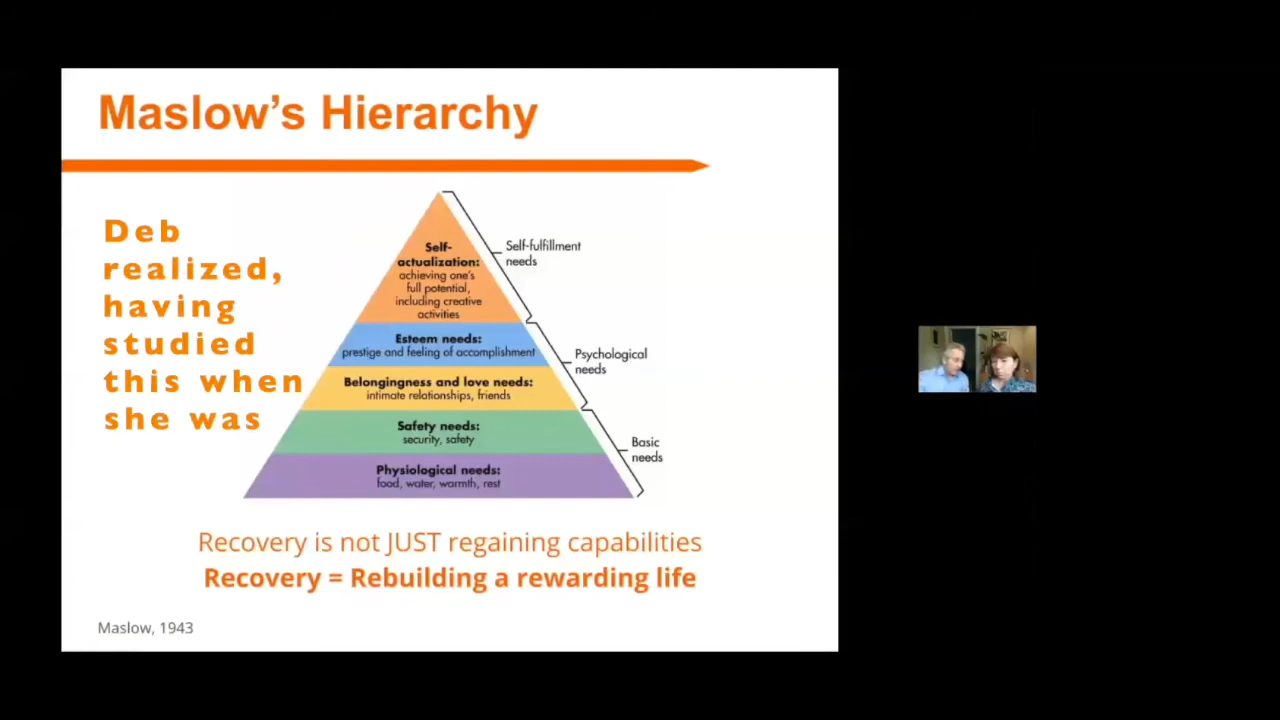 Maslow’s Hierarchy
Deb
realized,
having
studied
this when
she was
Self-
actualization:
achieving one's
full potential,
including creative
activities
Esteem needs:
prestige and feeling of accomplishment
Belongingness and love needs:
intimate relationships, friends
Safety needs:
security, safety
Physiological needs:
food, water, warmth, rest
Self-fulfillment
needs
Psychological
needs
Basic
needs
Recovery is not JUST regaining capabilities
Recovery = Rebuilding a rewarding life
Maslow, 1943